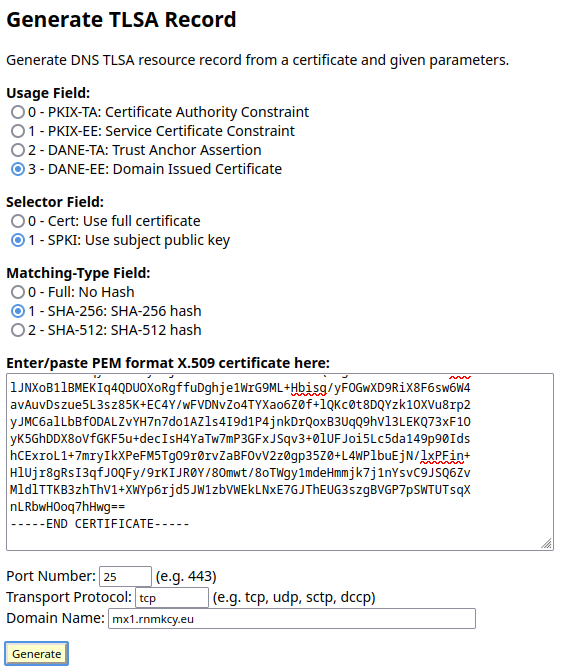 Generate TLSA Record
Generate DNS TLSA resource record from a certificate and given parameters.
Usage Field:
0 - PKIX-TA: Certificate Authority Constraint
1 - PKIX-EE: Service Certificate Constraint
2 - DANE-TA: Trust Anchor Assertion
3 - DANE-EE: Domain Issued Certificate
Selector Field:
0 - Cert: Use full certificate
1 - SPKI: Use subject public key
Matching-Type Field:
0 - Full: No Hash
1 - SHA-256: SHA-256 hash
2 - SHA-512: SHA-512 hash
Enter/paste PEM format X.509 certificate here:
lJNXoB1lBMEKIq4QDUOXoRgffuDghje1WrG9ML+Hbisg/yFOGwXD9RiX8F6sw6W4
avAuvDszue5L3sz85K+EC4Y/wFVDNvZo4TYXao6Z0f+lQKc0t8DQYzk1OXVu8rp2
yJMC6alLbBfODALZvYH7n7do1AZls4I9d1P4jnkDrQoxB3UqQ9hVl3LEKQ73xF1O
yK5GhDDX8oVfGKF5u+decIsH4YaTw7mP3GFxJSqv3+0lUFJoi5Lc5da149p90Ids
hCExroL1+7mryIkXPeFM5TgO9r0rvZaBFOvV2z0gp35Z0+L4WPlbuEjN/lxPFin+
HlUjr8gRsI3qfJOQFy/9rKIJR0Y/8Omwt/8oTWgy1mdeHmmjk7j1nYsvC9JSQ6Zv
MldlTTKB3zhThV1+XWYp6rjd5JW1zbVWEkLNxE7GJThEUG3szgBVGP7pSWTUTsqX
nLRbwHOoq7hHwg==
-----END CERTIFICATE-----
Port Number: 25 (e.g. 443)
Transport Protocol: tcp (e.g. tcp, udp, sctp, dccp)
Domain Name: mx1.rnmkcy.eu
Generate